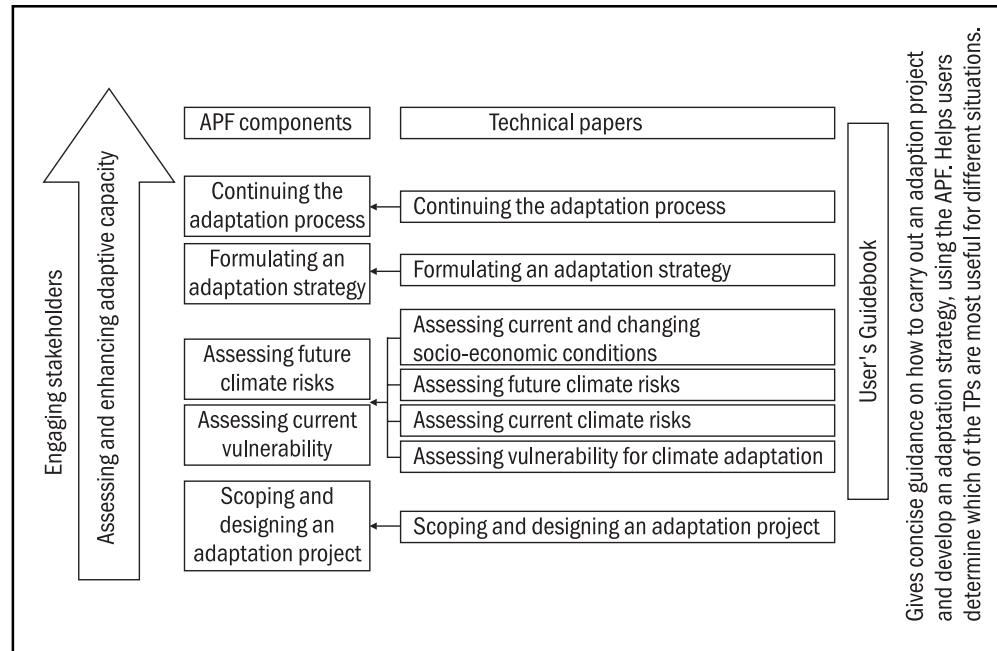 Engaging stakeholders
Assessing and enhancing adaptive capacity
APF components
Technical papers
Continuing the
adaptation process
Continuing the adaptation process
Formulating an
adaptation strategy
Formulating an adaptation strategy
Assessing future
climate risks
Assessing current
vulnerability
Assessing current and changing
socio-economic conditions
Assessing future climate risks
Assessing current climate risks
Assessing vulnerability for climate adaptation
Scoping and
designing an
adaptation project
Scoping and designing an adaptation project
User's Guidebook
Gives concise guidance on how to carry out an adaption project
and develop an adaptation strategy, using the APF. Helps users
determine which of the TPs are most useful for different situations.